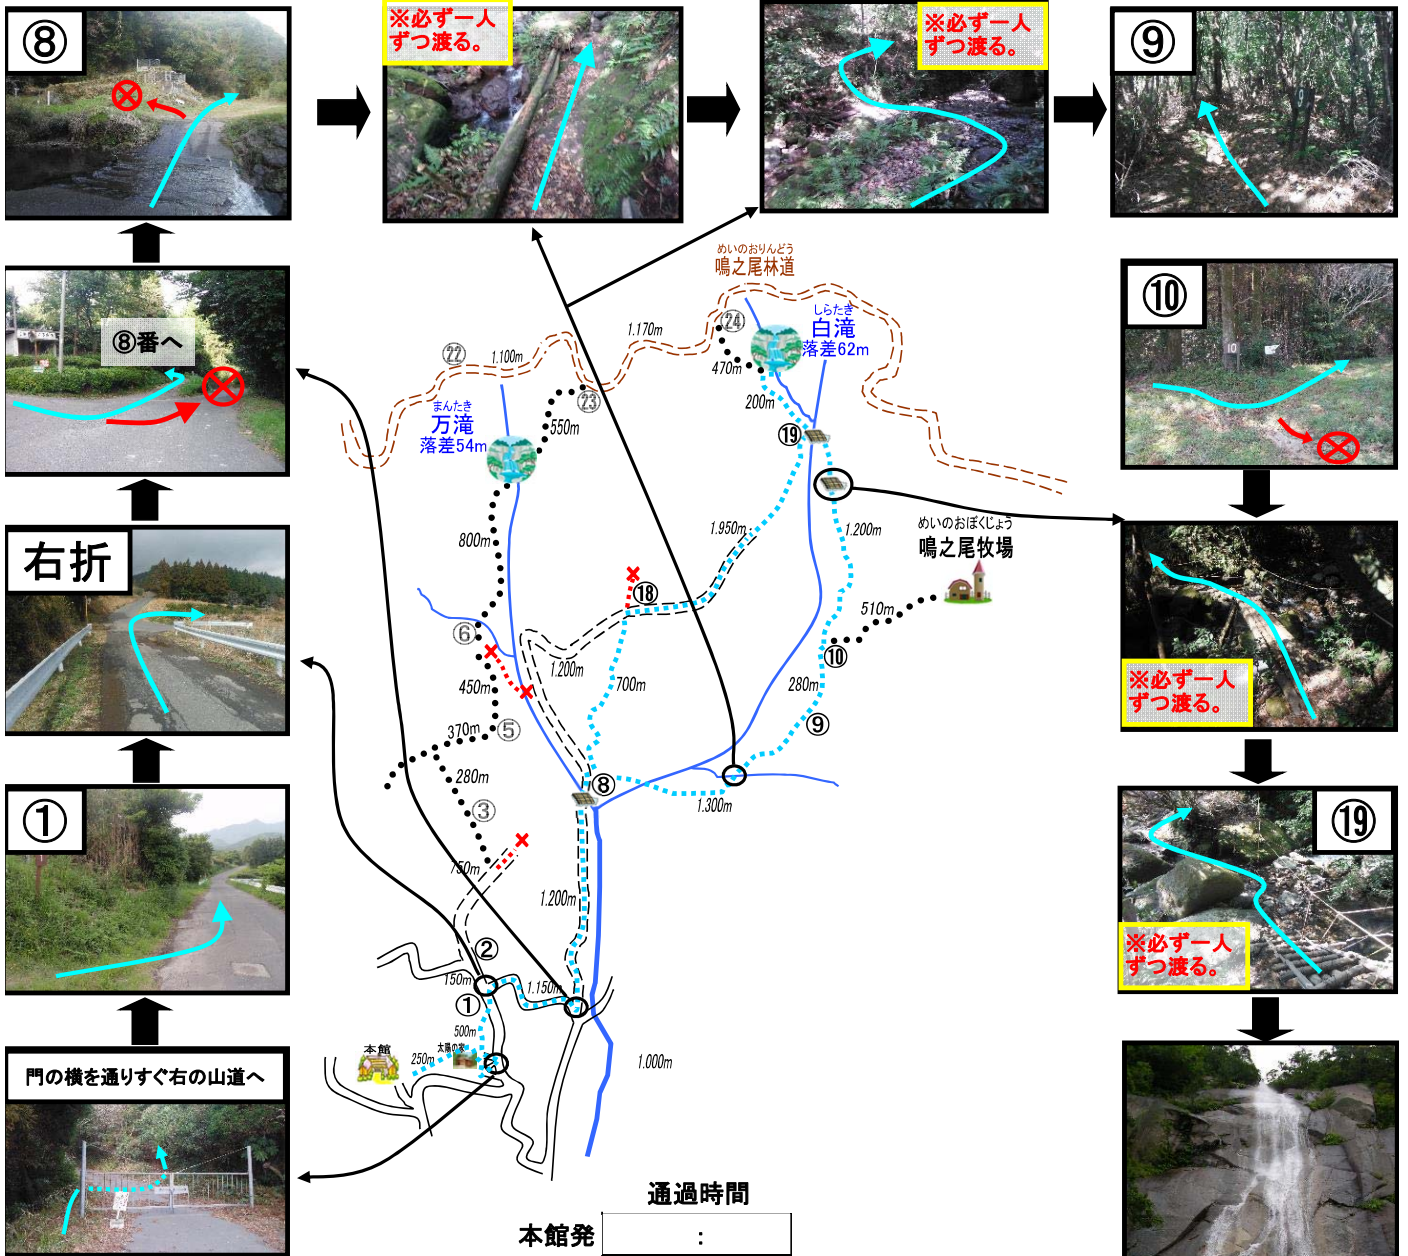 ⑧
※必ず一人
ずつ渡る。
※必ず一人
ずつ渡る。
⑨
⑧番へ
右折
①
門の横を通りすぐ右の山道へ
⑩
10
※必ず一人
ずつ渡る。
⑲
※必ず一人
ずつ渡る。
めいのおりんどう
鳴之尾林道
しらたき
白滝
落差62m
㉔
1.170m
㉒
1.100m
470m
200m
㉓
550m
まんたき
万滝
落差54m
⑲
1.950m
1.200m
めいのおぼくじょう
鳴之尾牧場
800m
⑱
510m
⑥
⑩
1.200m
700m
280m
450m
⑨
370m
⑤
280m
⑧
1.300m
③
750m
1.200m
②
150m
1.150m
①
500m
本館
250m
太陽の家
1.000m
通過時間
本館発
: